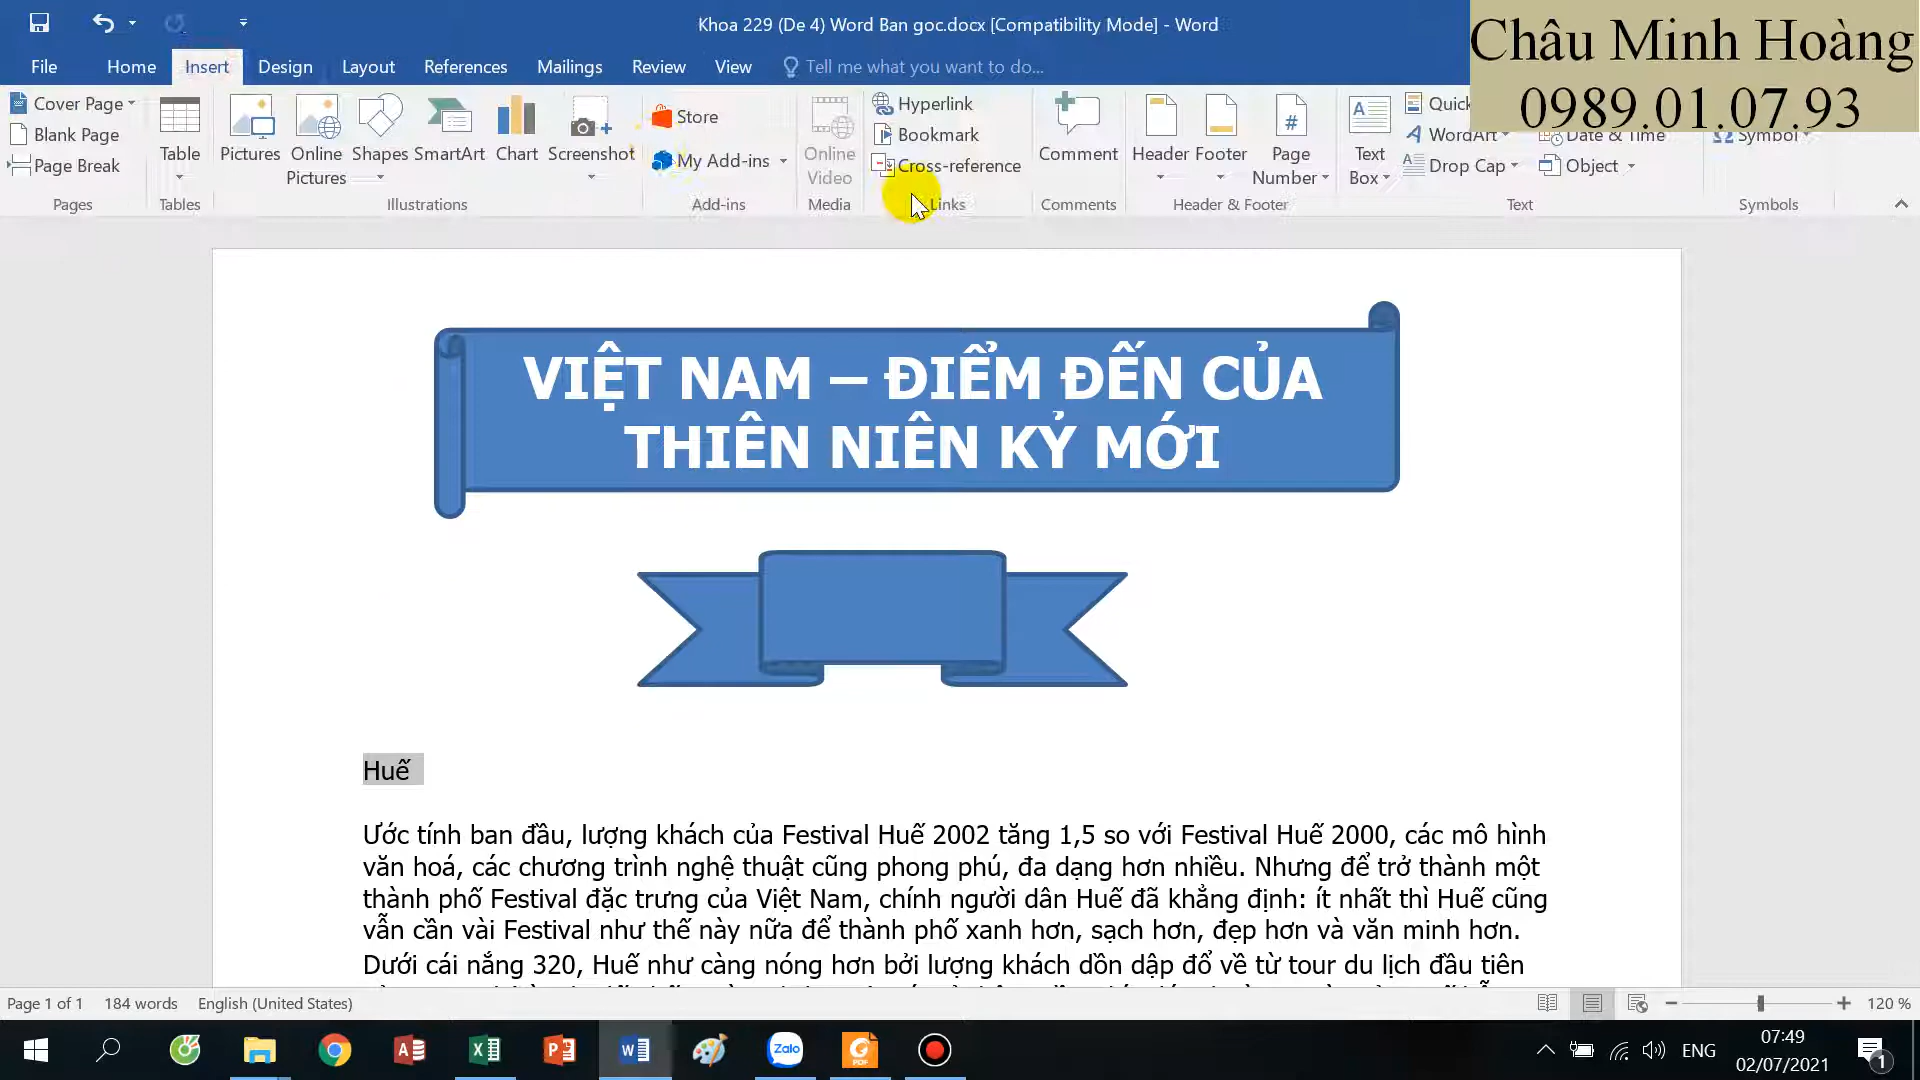 Khoa 229 (De 4) Word Ban goc.docx [Compatibility Mode] - Word
Châu Minh Hoàng
0989.01.07.93
File Home Insert Design Layout References Mailings Review View Tell me what you want to do...
Cover Page
Blank Page
Page Break
Pages
Table
Tables
Pictures
Online Pictures
Shapes
SmartArt
Chart
Screenshot
Illustrations
Store
My Add-ins
Add-ins
Online Video
Media
Hyperlink
Bookmark
Cross-reference
Links
Comment
Comments
Header
Footer
Page Number
Header & Footer
Text Box
Quick
WordArt
Drop Cap
Date & Time
Object
Text
Symbol
Symbols
VIỆT NAM – ĐIỂM ĐẾN CỦA
THIÊN NIÊN KỶ MỚI
Huế
Ước tính ban đầu, lượng khách của Festival Huế 2002 tăng 1,5 so với Festival Huế 2000, các mô hình
văn hoá, các chương trình nghệ thuật cũng phong phú, đa dạng hơn nhiều. Nhưng để trở thành một
thành phố Festival đặc trưng của Việt Nam, chính người dân Huế đã khẳng định: ít nhất thì Huế cũng
vẫn cần vài Festival như thế này nữa để thành phố xanh hơn, sạch hơn, đẹp hơn và văn minh hơn.
Dưới cái nắng 320, Huế như càng nóng hơn bởi lượng khách dồn dập đổ về từ tour du lịch đầu tiên
Page 1 of 1 184 words English (United States) 120 %
Zalo
PDF
ENG
07:49
02/07/2021
1